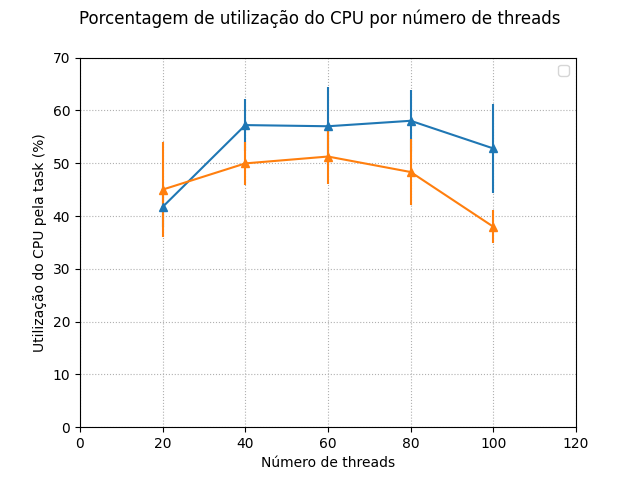 Porcentagem de utilização do CPU por número de threads
70
60
50
40
30
20
10
0
Utilização do CPU pela task (%)
0 20 40 60 80 100 120
Número de threads